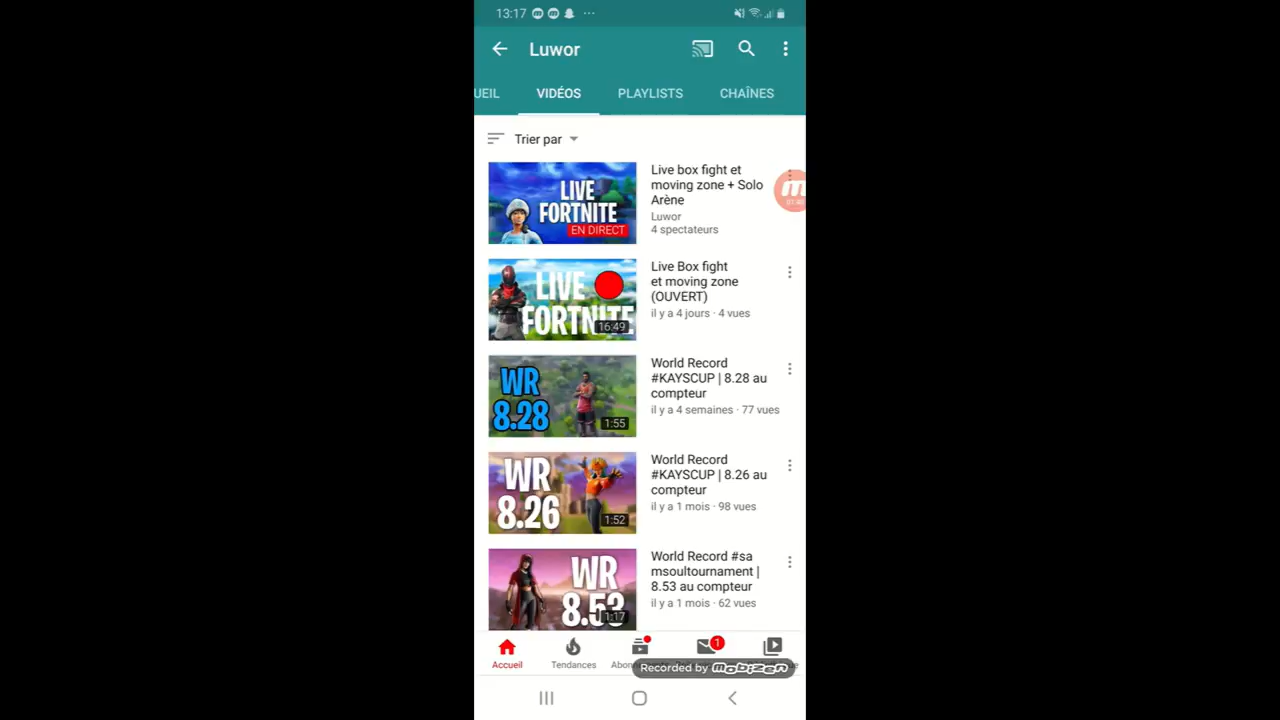 13:17
Luwor
UEIL VIDÉOS PLAYLISTS CHAÎNES
Trier par
LIVE
FORTNITE
EN DIRECT
Live box fight et
moving zone + Solo
Arène
Luwor
4 spectateurs
LIVE
FORTNITE
16:49
Live Box fight
et moving zone
(OUVERT)
il y a 4 jours · 4 vues
WR
8.28
1:55
World Record
#KAYSCUP | 8.28 au
compteur
il y a 4 semaines · 77 vues
WR
8.26
1:52
World Record
#KAYSCUP | 8.26 au
compteur
il y a 1 mois · 98 vues
WR
8.53
1:17
World Record #sa
msoultournament |
8.53 au compteur
il y a 1 mois · 62 vues
1
Accueil Tendances
Recorded by mobizen